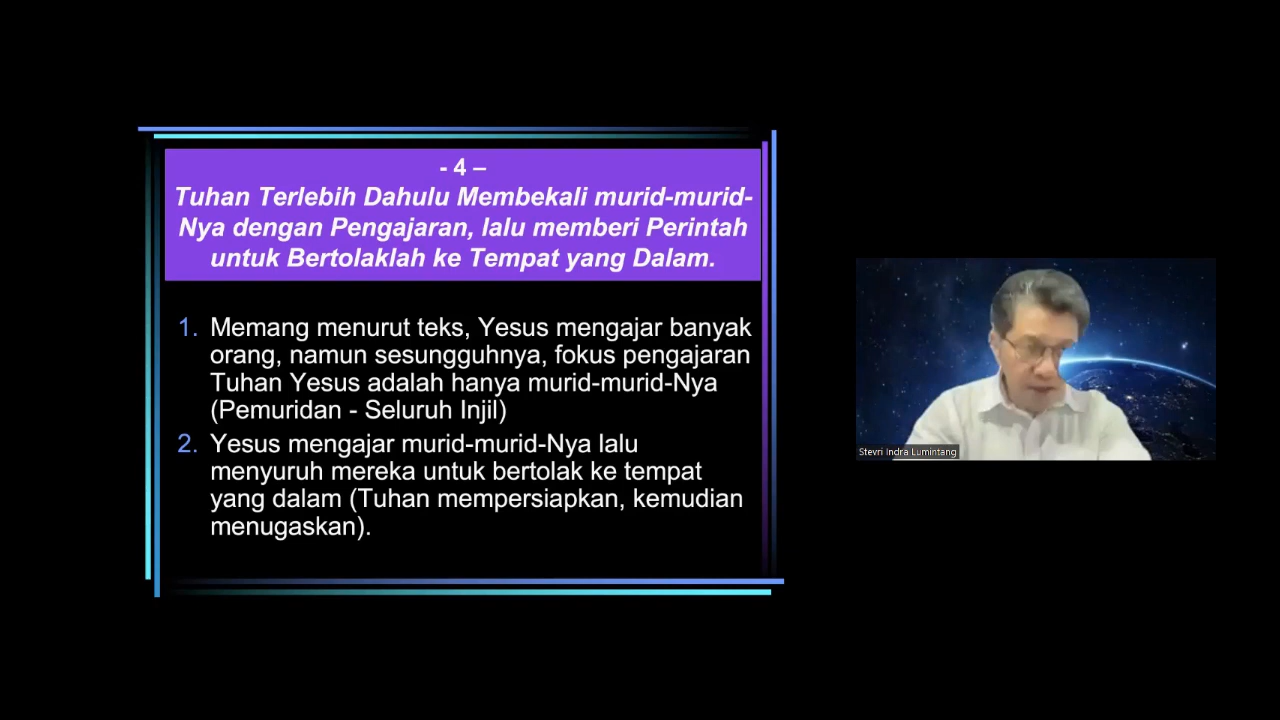 - 4 –
Tuhan Terlebih Dahulu Membekali murid-murid-
Nya dengan Pengajaran, lalu memberi Perintah
untuk Bertolaklah ke Tempat yang Dalam.
1. Memang menurut teks, Yesus mengajar banyak
orang, namun sesungguhnya, fokus pengajaran
Tuhan Yesus adalah hanya murid-murid-Nya
(Pemuridan - Seluruh Injil)
2. Yesus mengajar murid-murid-Nya lalu
menyuruh mereka untuk bertolak ke tempat
yang dalam (Tuhan mempersiapkan, kemudian
menugaskan).
Stevri Indra Lumintang